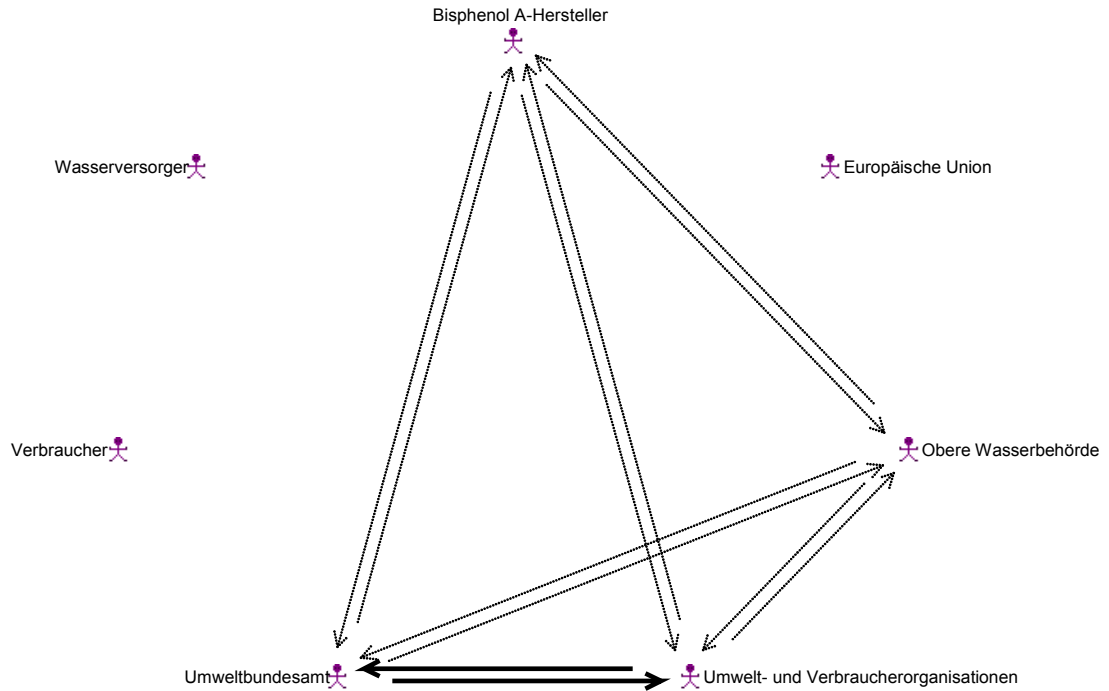 Bisphenol A-Hersteller
Wasserversorger
Europäische Union
Verbraucher
Obere Wasserbehörde
Umweltbundesamt
Umwelt- und Verbraucherorganisationen